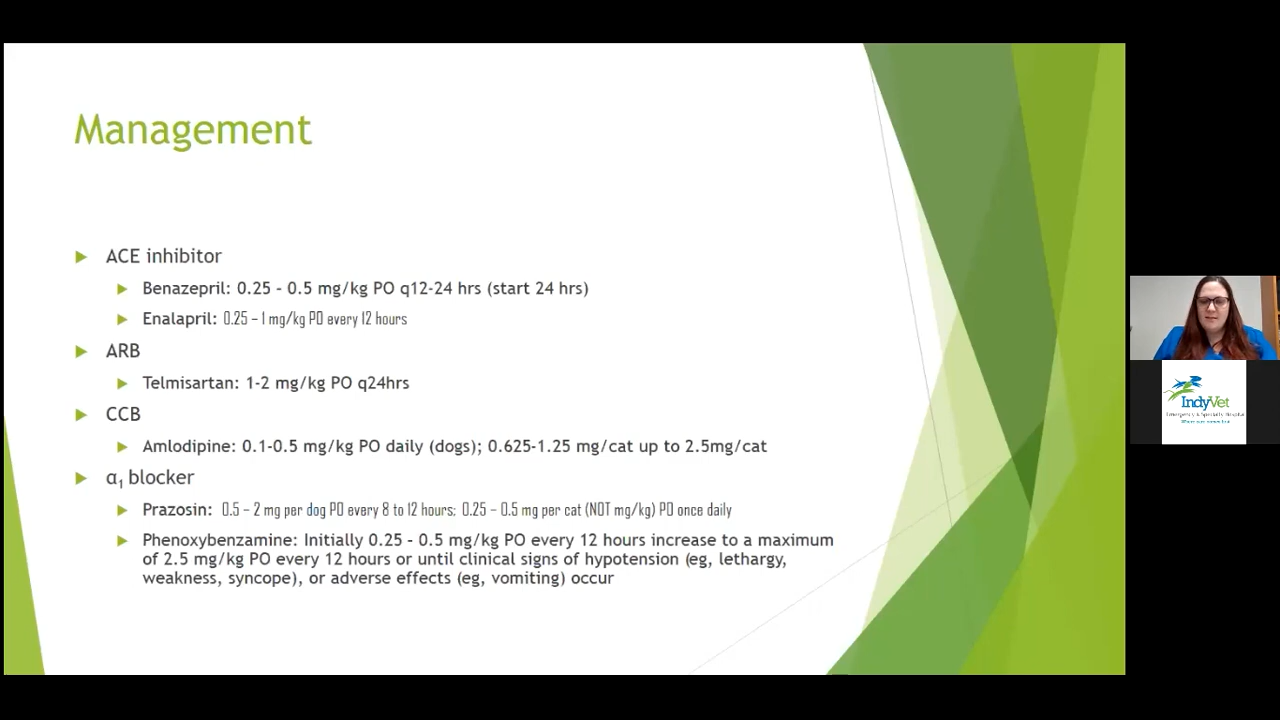 Management
ACE inhibitor
Benazepril: 0.25 - 0.5 mg/kg PO q12-24 hrs (start 24 hrs)
Enalapril: 0.25 – 1 mg/kg PO every 12 hours
ARB
Telmisartan: 1-2 mg/kg PO q24hrs
CCB
Amlodipine: 0.1-0.5 mg/kg PO daily (dogs); 0.625-1.25 mg/cat up to 2.5mg/cat
α₁ blocker
Prazosin: 0.5 – 2 mg per dog PO every 8 to 12 hours; 0.25 – 0.5 mg per cat (NOT mg/kg) PO once daily
Phenoxybenzamine: Initially 0.25 - 0.5 mg/kg PO every 12 hours increase to a maximum
of 2.5 mg/kg PO every 12 hours or until clinical signs of hypotension (eg, lethargy,
weakness, syncope), or adverse effects (eg, vomiting) occur
IndyVet
Emergency & Specialty Hospital